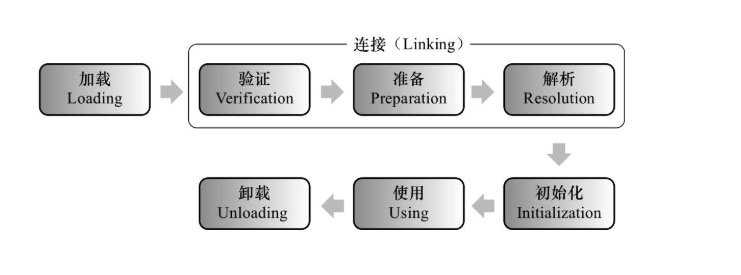 连接（Linking）
加载
Loading
验证
Verification
准备
Preparation
解析
Resolution
初始化
Initialization
使用
Using
卸载
Unloading